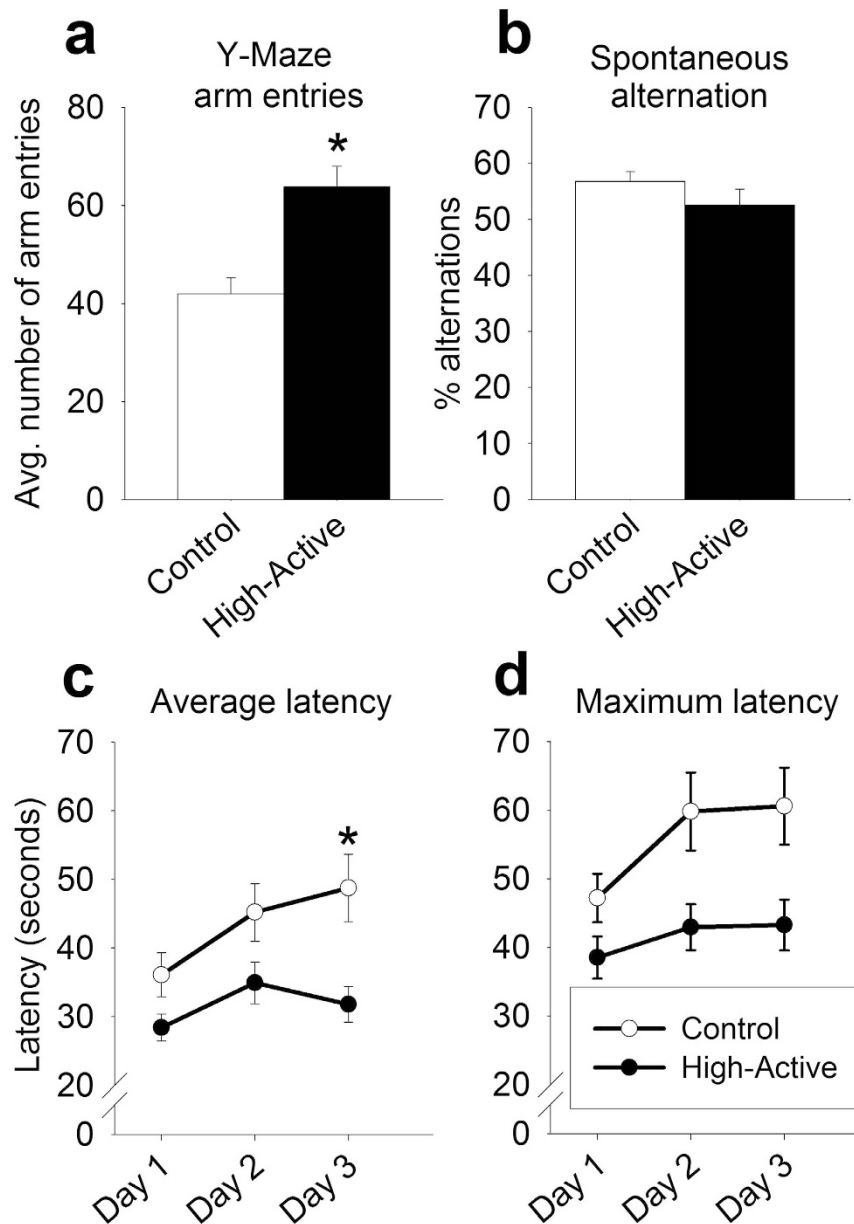 a
Y-Maze
arm entries
Avg. number of arm entries
80
60
40
20
0
*
Control
High-Active
b
Spontaneous
alternation
% alternations
70
60
50
40
30
20
10
0
Control
High-Active
c
Average latency
Latency (seconds)
70
60
50
40
30
20
0
*
Day 1
Day 2
Day 3
d
Maximum latency
70
60
50
40
30
20
0
Control
High-Active
Day 1
Day 2
Day 3